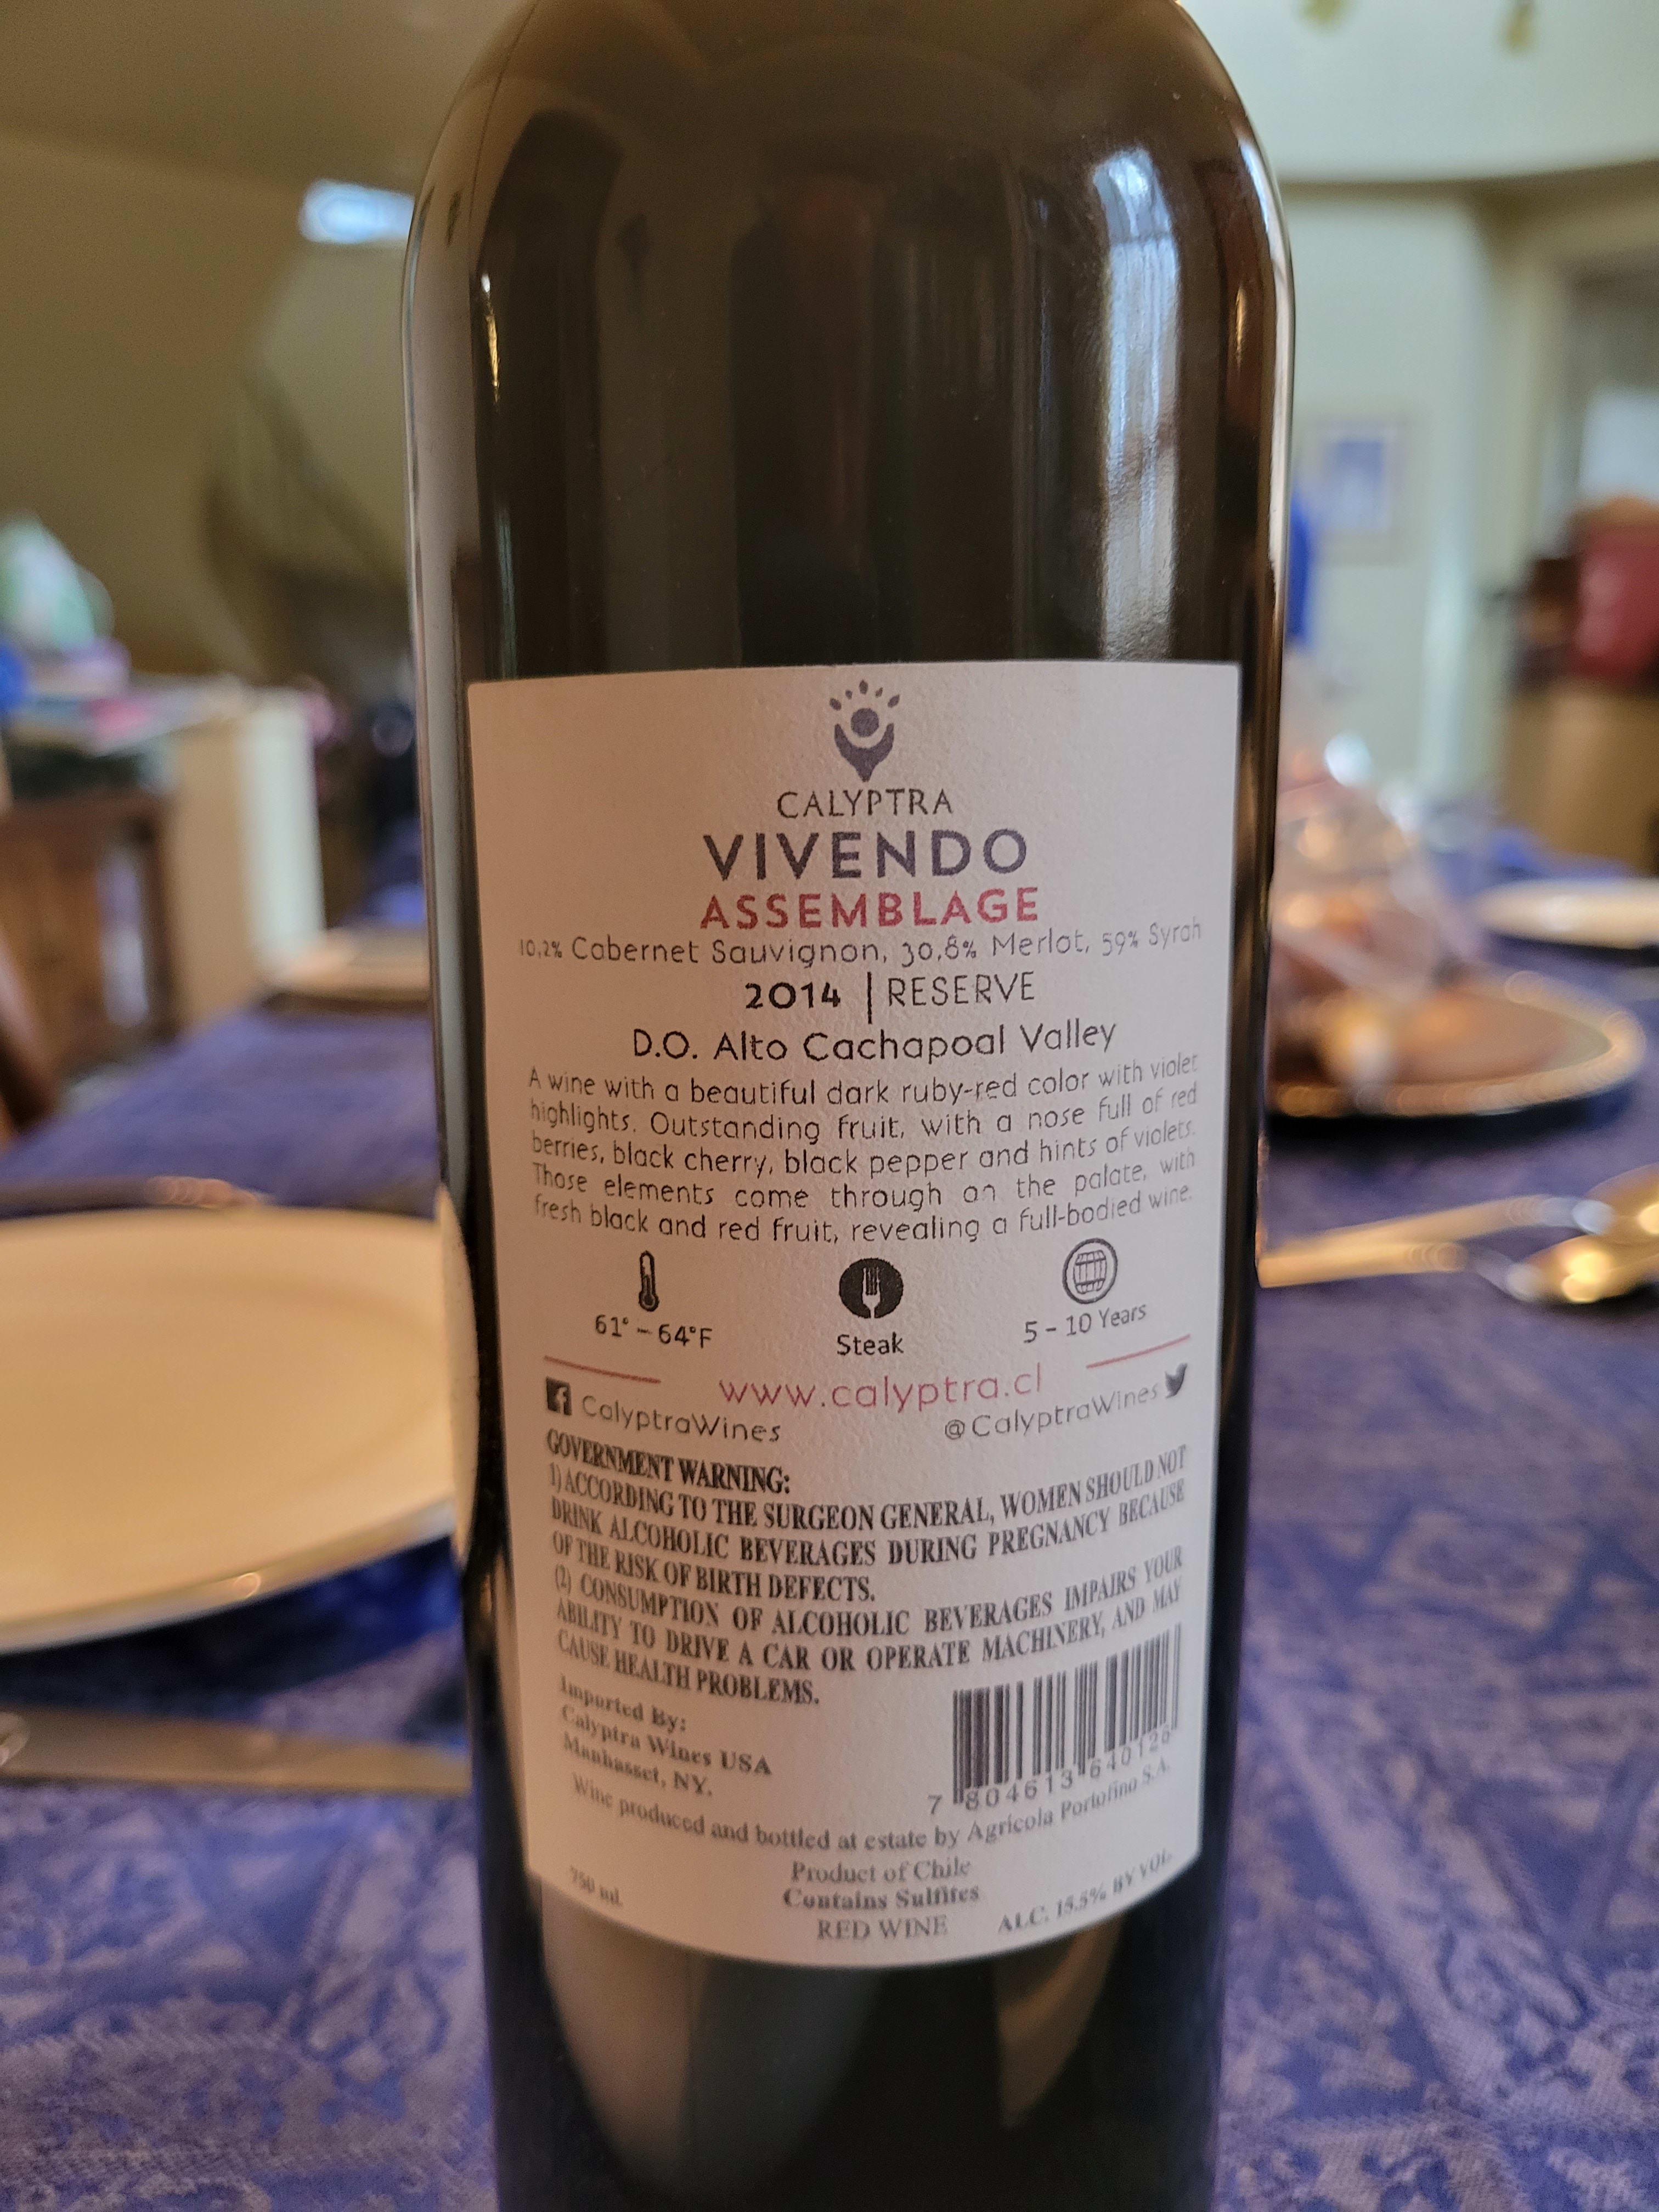 CALYPTRA
VIVENDO
ASSEMBLAGE
10,2% Cabernet Sauvignon, 30,8% Merlot, 59% Syrah
2014 | RESERVE
D.O. Alto Cachapoal Valley
A wine with a beautiful dark ruby-red color with violet
highlights. Outstanding fruit, with a nose full of red
berries, black cherry, black pepper and hints of violets.
Those elements come through on the palate, with
fresh black and red fruit, revealing a full-bodied wine.
61° – 64°F
Steak
5 – 10 Years
www.calyptra.cl
CalyptraWines
@CalyptraWines
GOVERNMENT WARNING:
1) ACCORDING TO THE SURGEON GENERAL, WOMEN SHOULD NOT
DRINK ALCOHOLIC BEVERAGES DURING PREGNANCY BECAUSE
OF THE RISK OF BIRTH DEFECTS.
(2) CONSUMPTION OF ALCOHOLIC BEVERAGES IMPAIRS YOUR
ABILITY TO DRIVE A CAR OR OPERATE MACHINERY, AND MAY
CAUSE HEALTH PROBLEMS.
Imported By:
Calyptra Wines USA
Manhasset, NY.
7 804613 640126
Wine produced and bottled at estate by Agrícola Portofino S.A.
Product of Chile
Contains Sulfites
750 mL
RED WINE
ALC. 15.5% BY VOL.